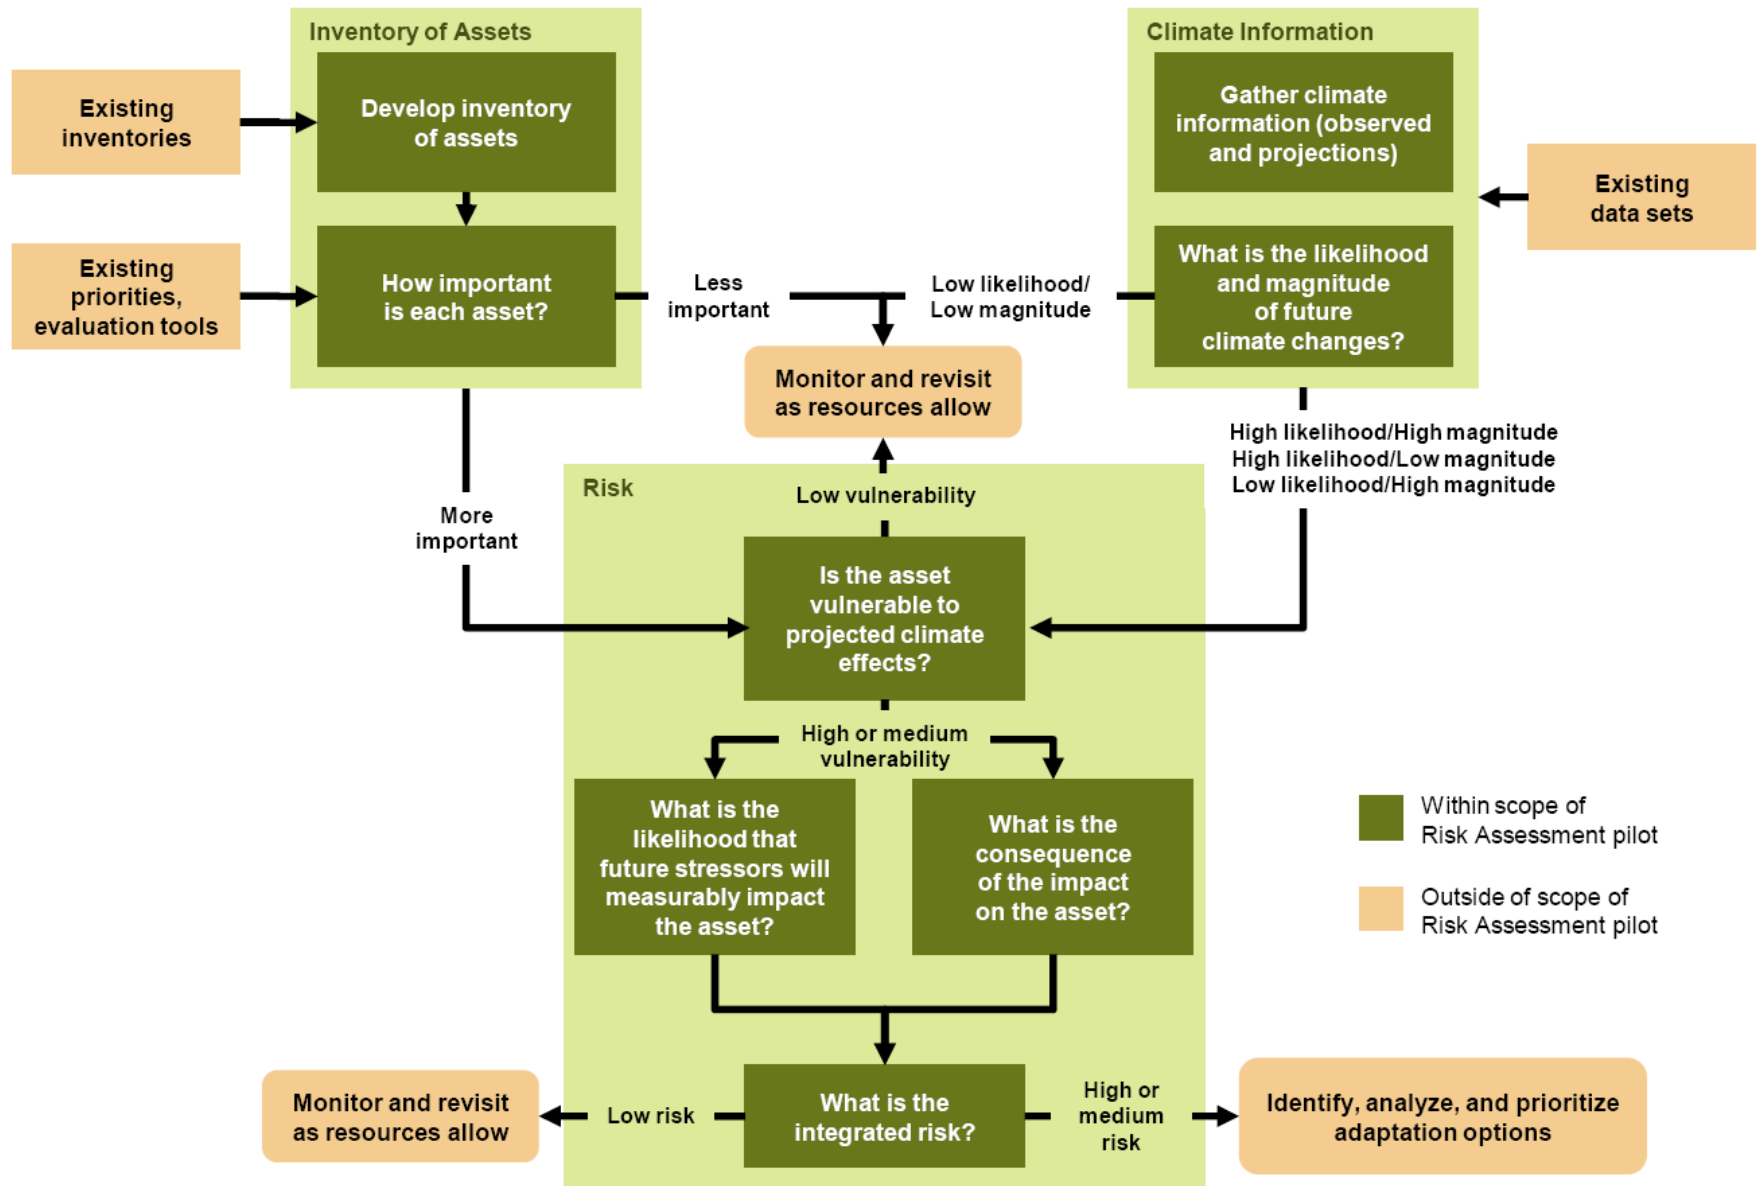 Inventory of Assets
Existing
inventories
Develop inventory
of assets
Existing
priorities,
evaluation tools
How important
is each asset?
Less
important
More
important
Climate Information
Gather climate
information (observed
and projections)
Existing
data sets
What is the likelihood
and magnitude
of future
climate changes?
Low likelihood/
Low magnitude
Monitor and revisit
as resources allow
High likelihood/High magnitude
High likelihood/Low magnitude
Low likelihood/High magnitude
Risk
Low vulnerability
Is the asset
vulnerable to
projected climate
effects?
High or medium
vulnerability
What is the
likelihood that
future stressors will
measurably impact
the asset?
What is the
consequence
of the impact
on the asset?
What is the
integrated risk?
Low risk
Monitor and revisit
as resources allow
High or
medium
risk
Identify, analyze, and prioritize
adaptation options
Within scope of
Risk Assessment pilot
Outside of scope of
Risk Assessment pilot